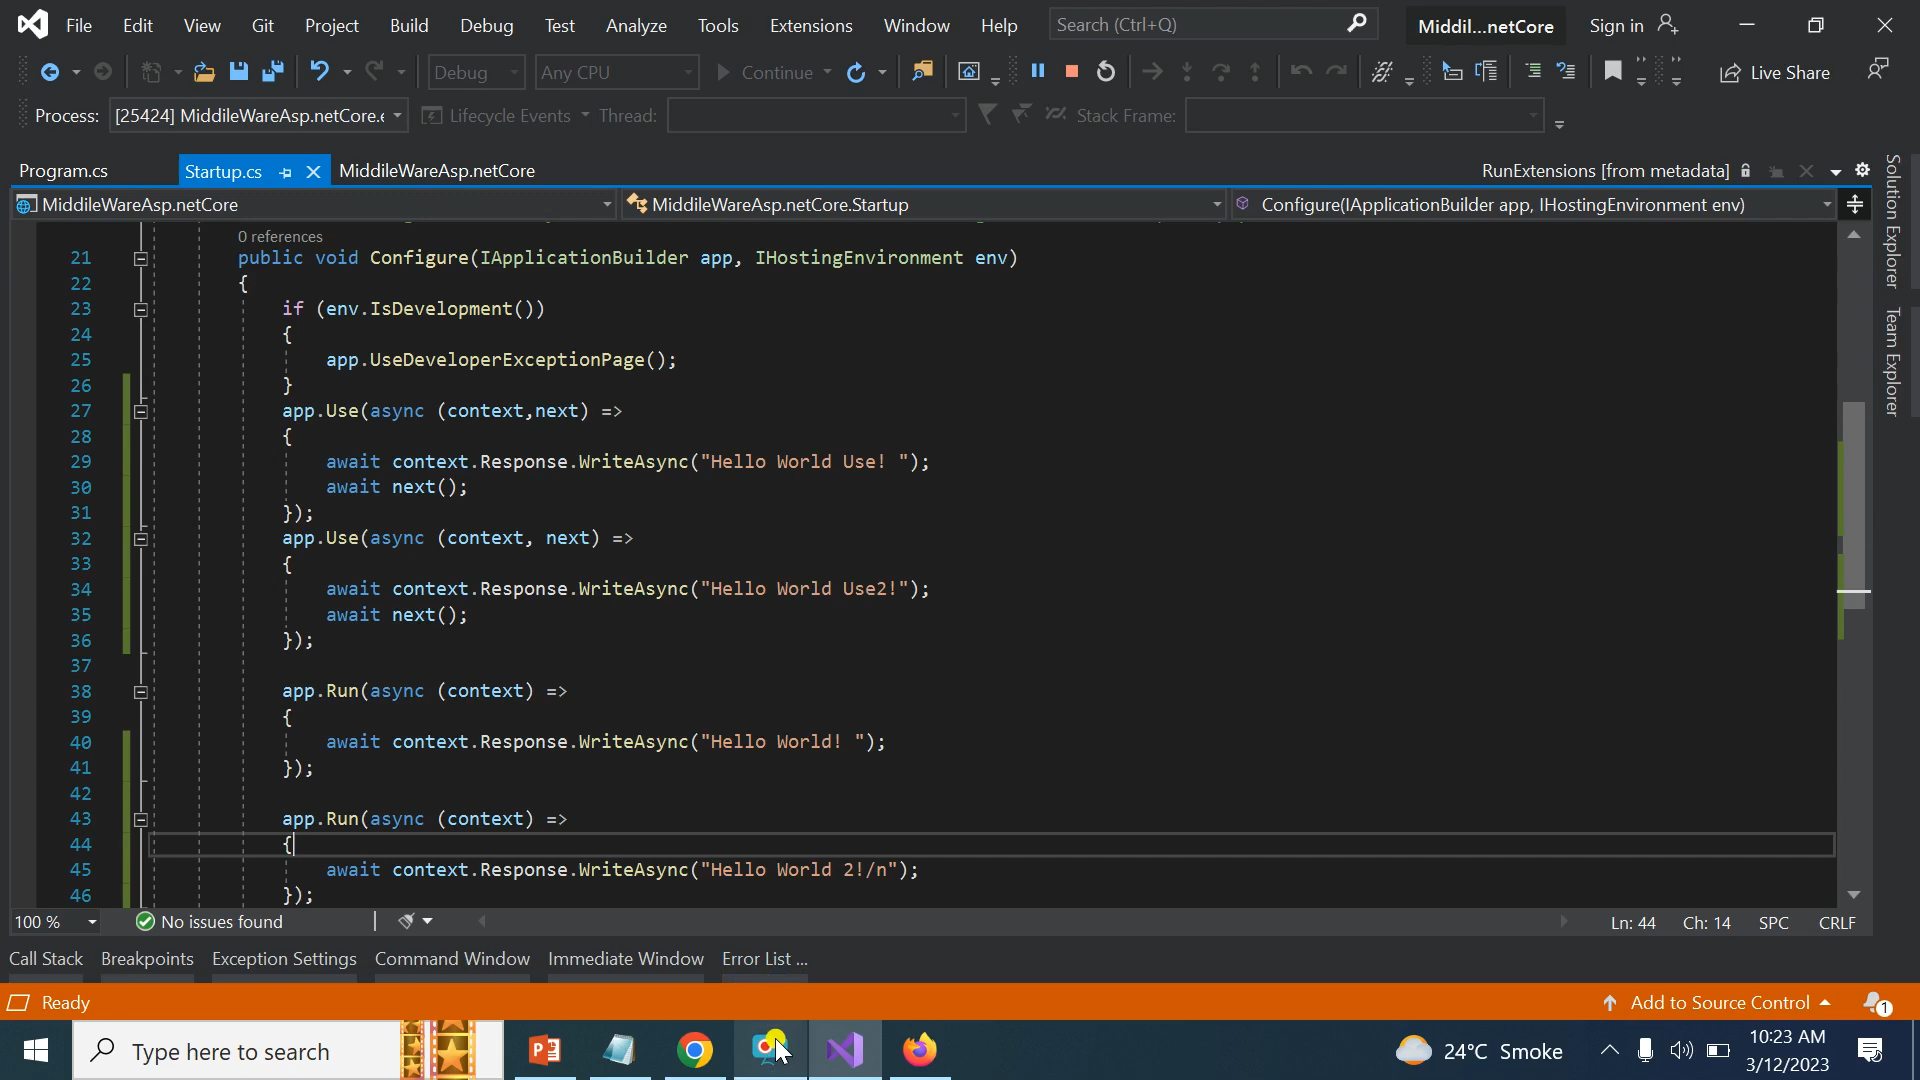 File Edit View Git Project Build Debug Test Analyze Tools Extensions Window Help Search (Ctrl+Q) Middil...netCore Sign in
Debug Any CPU Continue Live Share
Process: [25424] MiddileWareAsp.netCore.e Lifecycle Events Thread: Stack Frame:
Program.cs Startup.cs MiddileWareAsp.netCore RunExtensions [from metadata]
MiddileWareAsp.netCore MiddileWareAsp.netCore.Startup Configure(IApplicationBuilder app, IHostingEnvironment env)
Solution Explorer
Team Explorer
0 references
21 public void Configure(IApplicationBuilder app, IHostingEnvironment env)
22 {
23 if (env.IsDevelopment())
24 {
25 app.UseDeveloperExceptionPage();
26 }
27 app.Use(async (context,next) =>
28 {
29 await context.Response.WriteAsync("Hello World Use! ");
30 await next();
31 });
32 app.Use(async (context, next) =>
33 {
34 await context.Response.WriteAsync("Hello World Use2!");
35 await next();
36 });
37
38 app.Run(async (context) =>
39 {
40 await context.Response.WriteAsync("Hello World! ");
41 });
42
43 app.Run(async (context) =>
44 {
45 await context.Response.WriteAsync("Hello World 2!/n");
46 });
100 % No issues found Ln: 44 Ch: 14 SPC CRLF
Call Stack Breakpoints Exception Settings Command Window Immediate Window Error List ...
Ready Add to Source Control 1
Type here to search 24°C Smoke 10:23 AM
3/12/2023